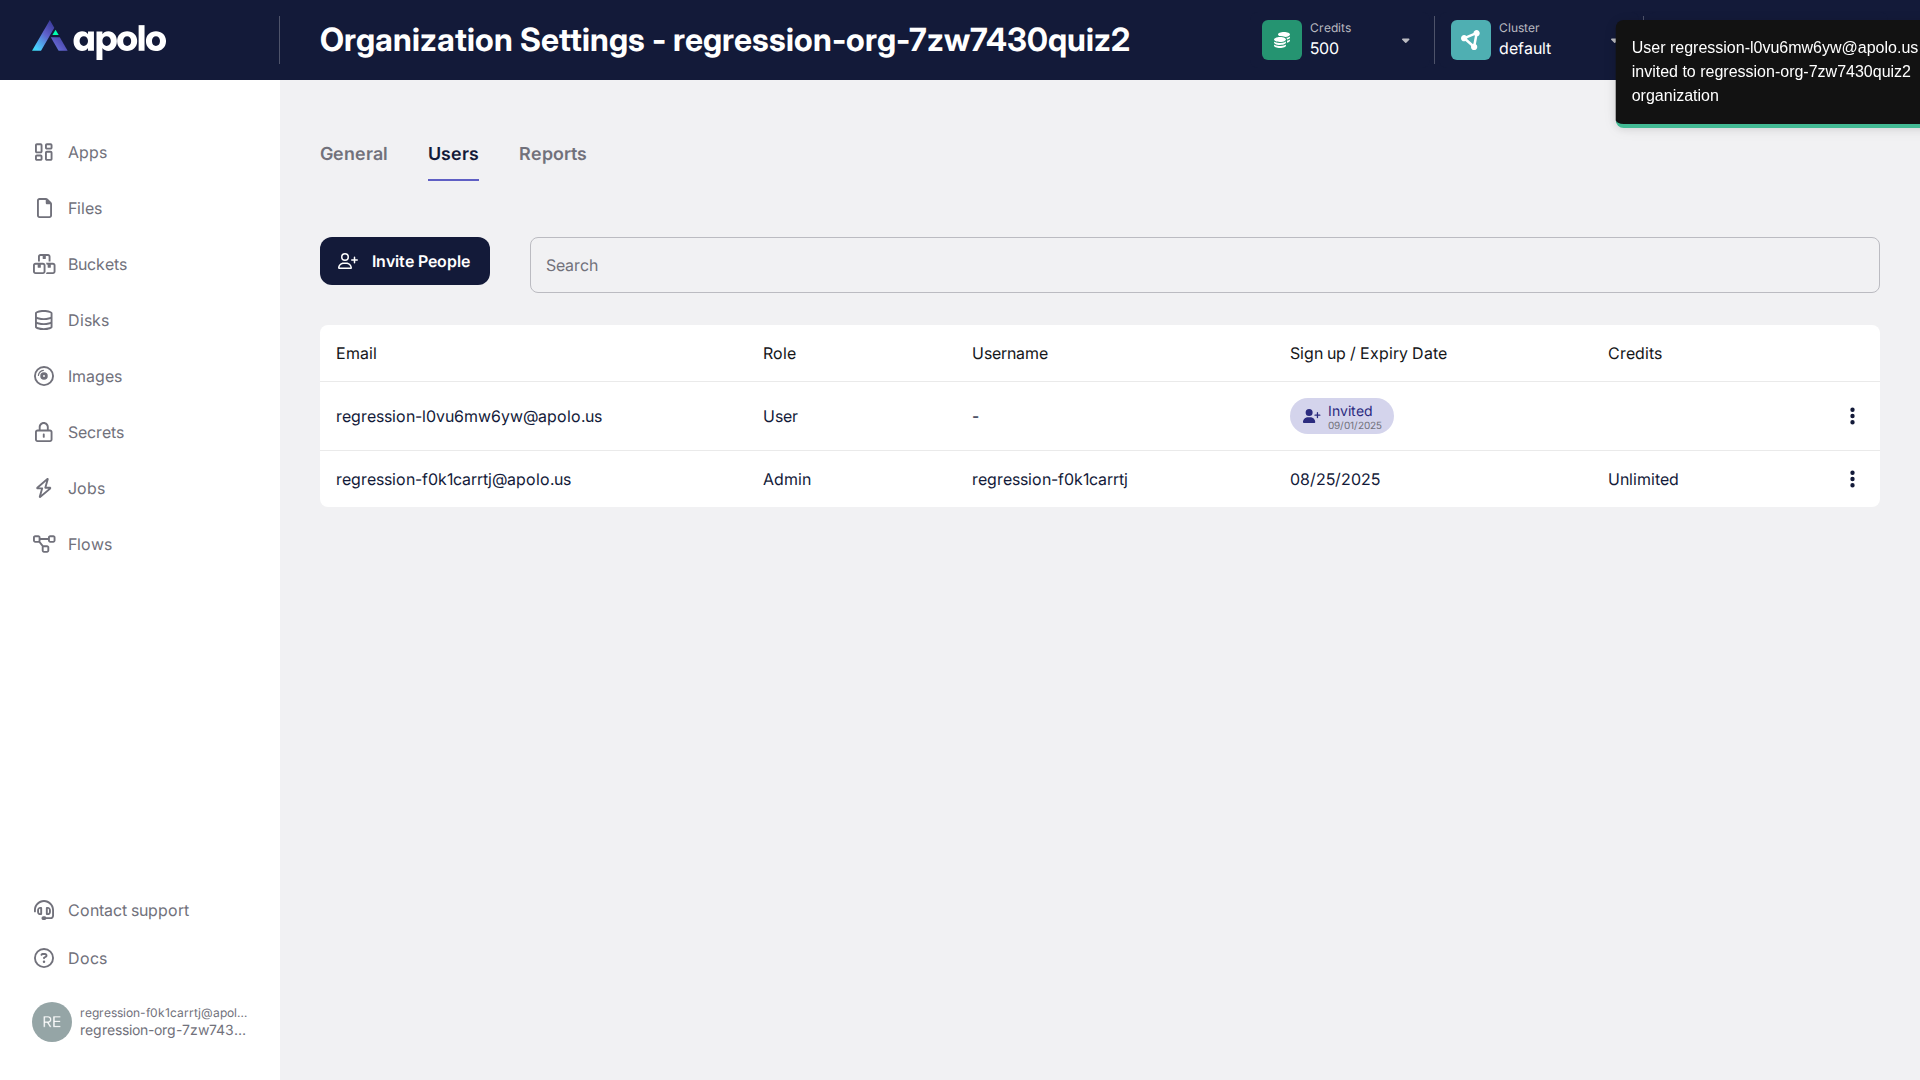 apolo
Organization Settings - regression-org-7zw7430quiz2
Credits
500
Cluster
default
User regression-l0vu6mw6yw@apolo.us
invited to regression-org-7zw7430quiz2
organization
Apps
Files
Buckets
Disks
Images
Secrets
Jobs
Flows
General Users Reports
Invite People
Search
Email Role Username Sign up / Expiry Date Credits
regression-l0vu6mw6yw@apolo.us User - Invited 09/01/2025
regression-f0k1carrtj@apolo.us Admin regression-f0k1carrtj 08/25/2025 Unlimited
Contact support
Docs
RE
regression-f0k1carrtj@apol...
regression-org-7zw743...